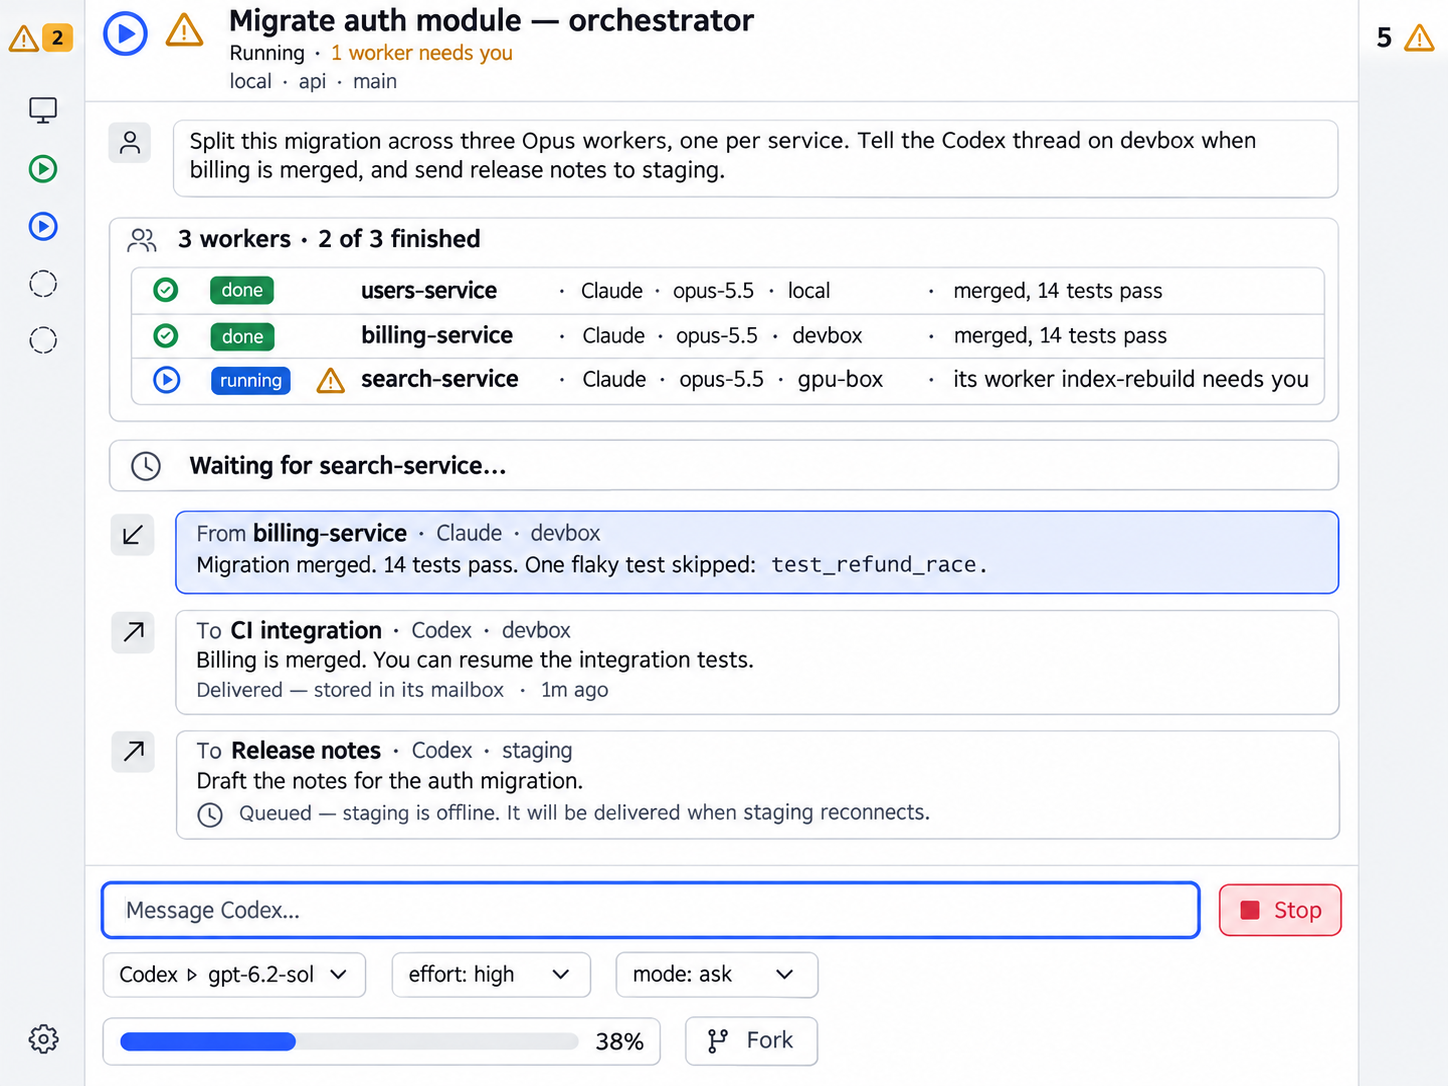 2
Migrate auth module — orchestrator
Running · 1 worker needs you
local · api · main
5
Split this migration across three Opus workers, one per service. Tell the Codex thread on devbox when
billing is merged, and send release notes to staging.
3 workers · 2 of 3 finished
done users-service · Claude · opus-5.5 · local · merged, 14 tests pass
done billing-service · Claude · opus-5.5 · devbox · merged, 14 tests pass
running search-service · Claude · opus-5.5 · gpu-box · its worker index-rebuild needs you
Waiting for search-service...
From billing-service · Claude · devbox
Migration merged. 14 tests pass. One flaky test skipped: test_refund_race.
To CI integration · Codex · devbox
Billing is merged. You can resume the integration tests.
Delivered — stored in its mailbox · 1m ago
To Release notes · Codex · staging
Draft the notes for the auth migration.
Queued — staging is offline. It will be delivered when staging reconnects.
Message Codex...
Stop
Codex ▹ gpt-6.2-sol effort: high mode: ask
38% Fork